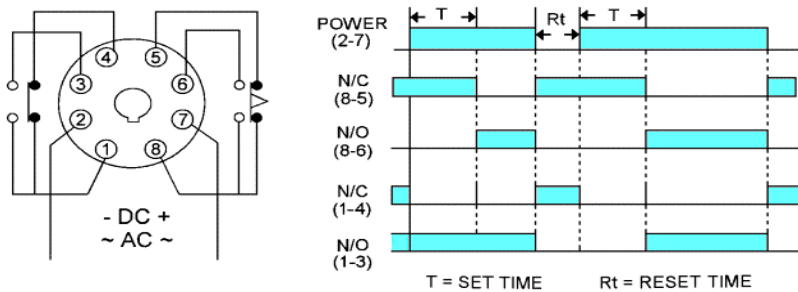 4
5
3
6
2
7
1
8
- DC +
~ AC ~
T
Rt
T
POWER
(2-7)
N/C
(8-5)
N/O
(8-6)
N/C
(1-4)
N/O
(1-3)
T = SET TIME
Rt = RESET TIME